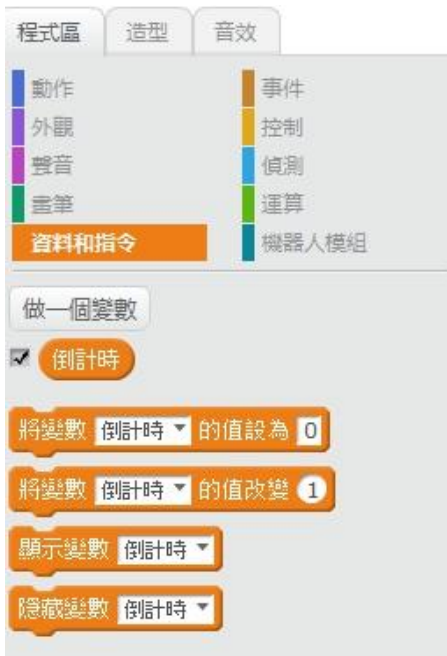 程式區 造型 音效
動作 事件
外觀 控制
聲音 偵測
畫筆 運算
資料和指令 機器人模組
做一個變數
倒計時
將變數 倒計時 的值設為 0
將變數 倒計時 的值改變 1
顯示變數 倒計時
隱藏變數 倒計時